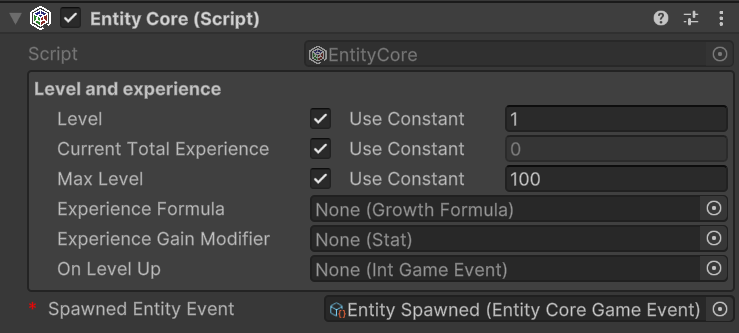 Entity Core (Script)
Script EntityCore
Level and experience
Level Use Constant 1
Current Total Experience Use Constant 0
Max Level Use Constant 100
Experience Formula None (Growth Formula)
Experience Gain Modifier None (Stat)
On Level Up None (Int Game Event)
* Spawned Entity Event Entity Spawned (Entity Core Game Event)